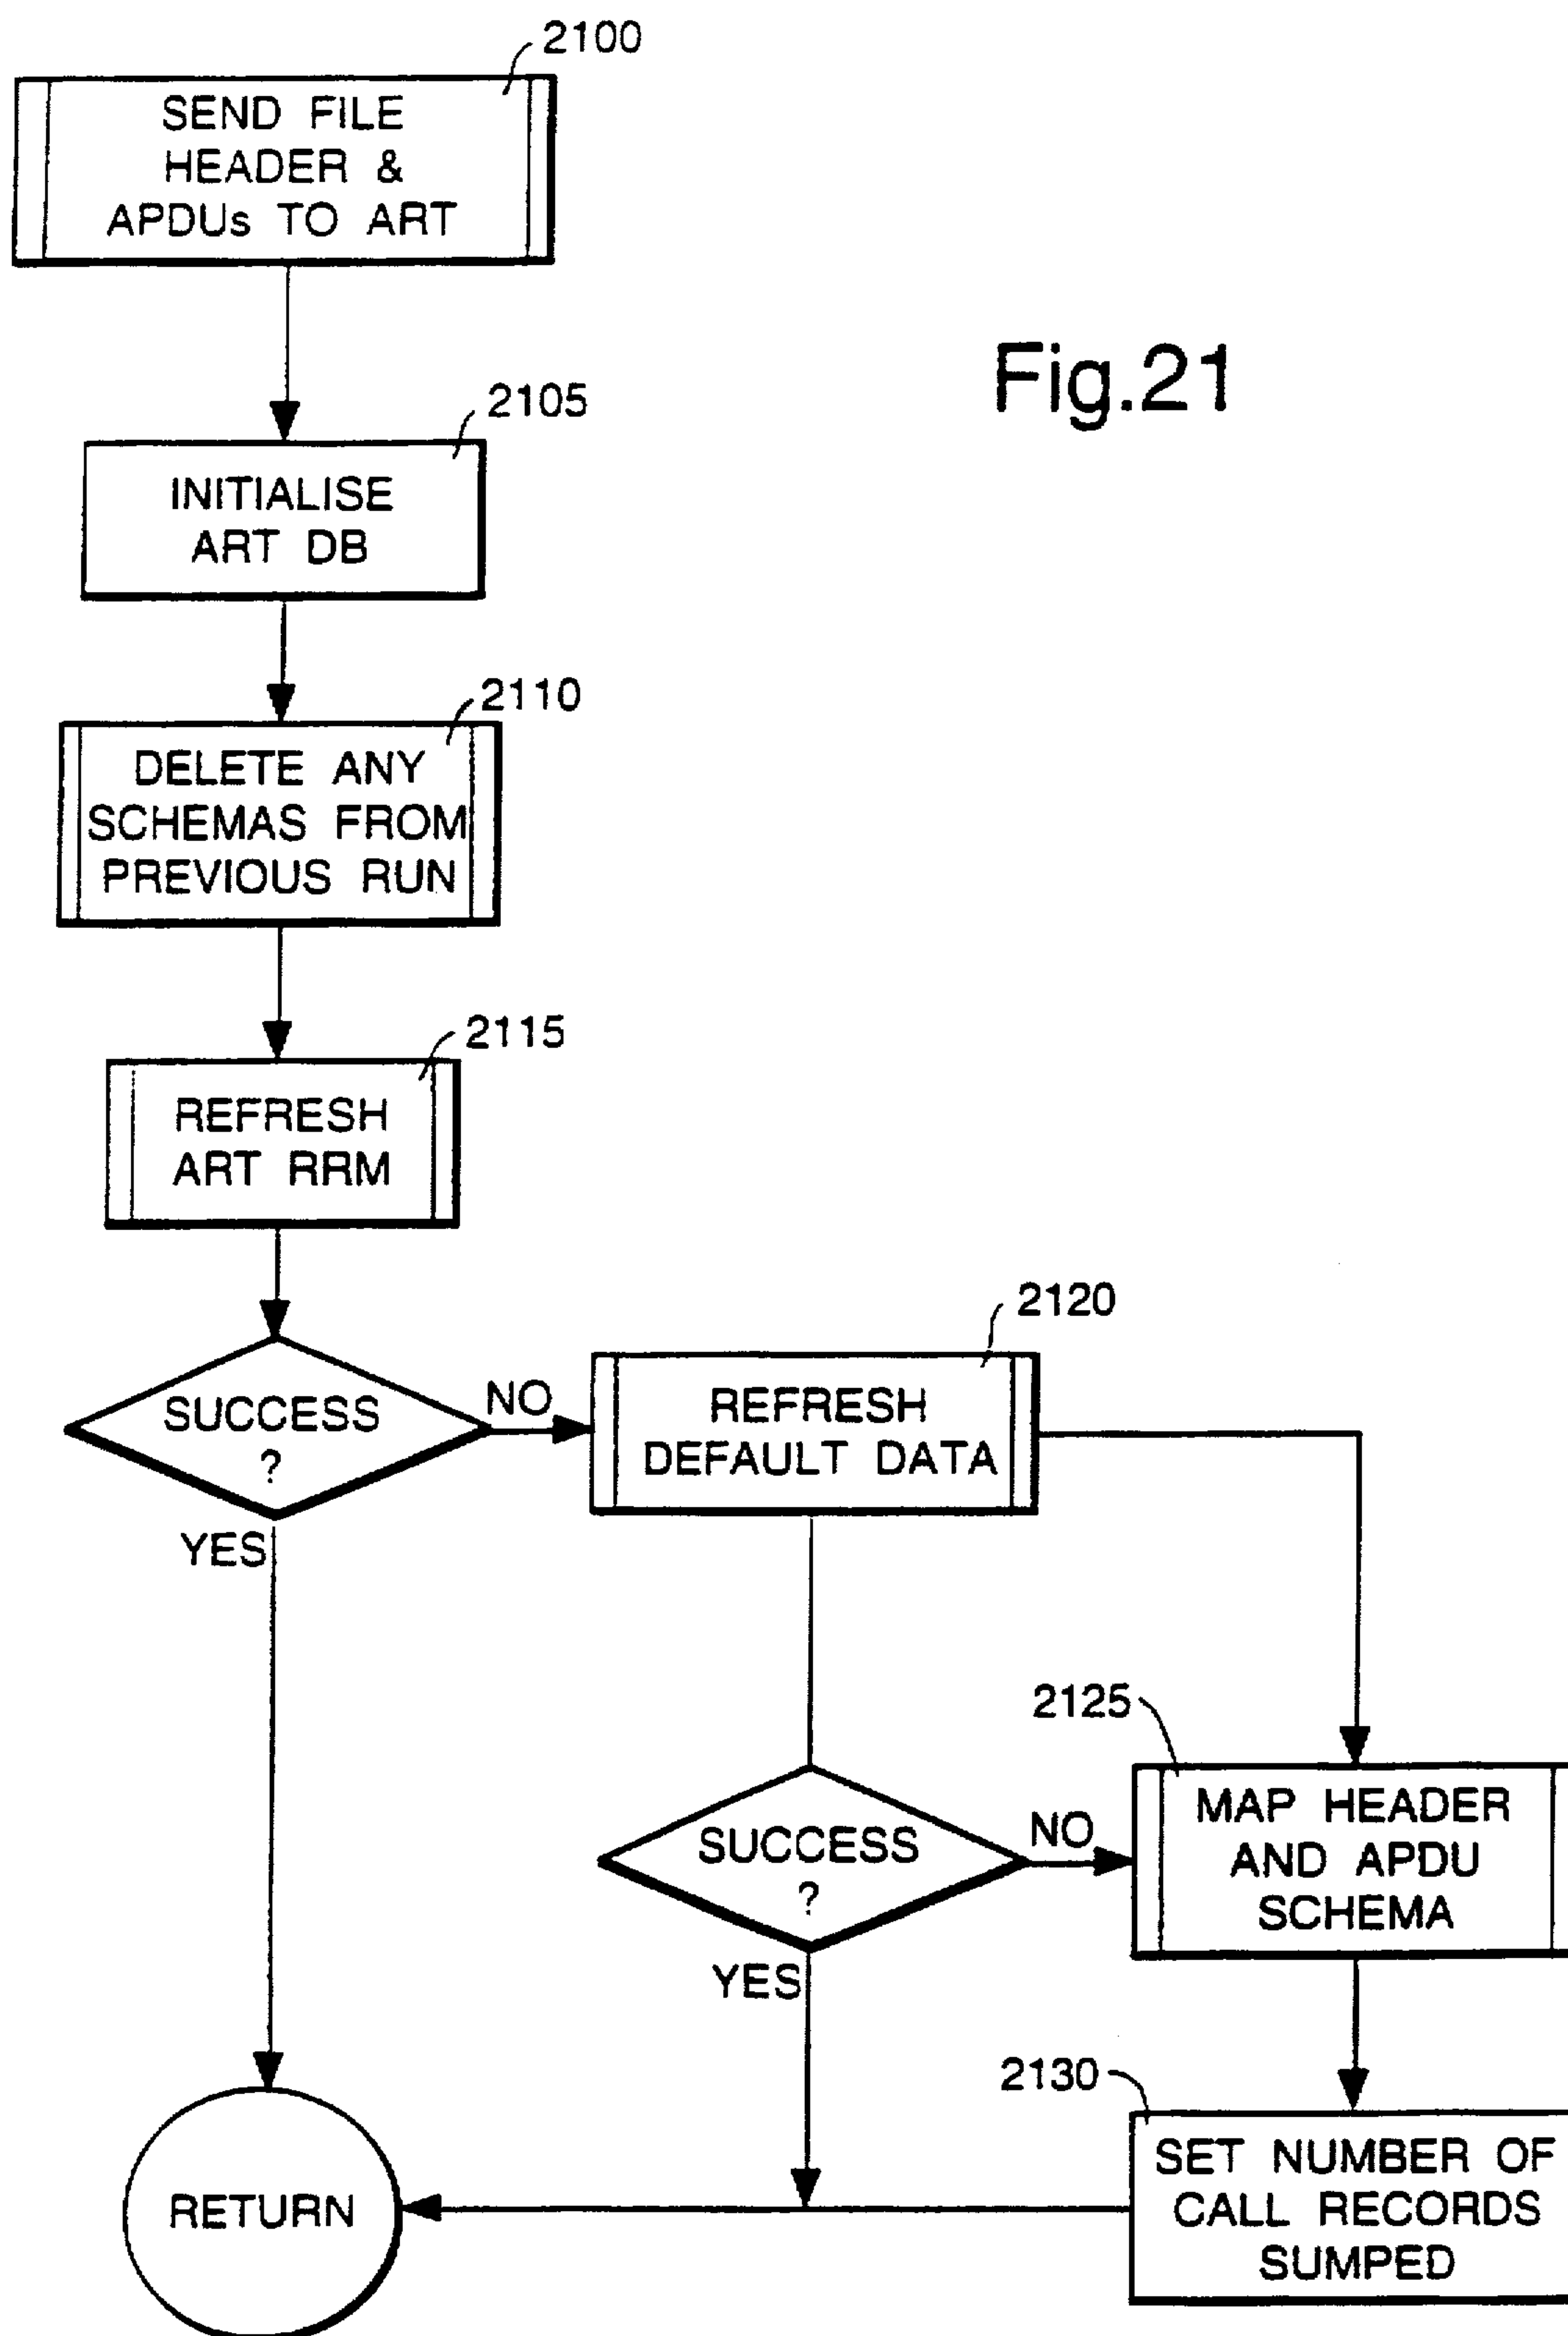 2100
SEND FILE
HEADER &
APDUs TO ART
Fig.21
2105
INITIALISE
ART DB
2110
DELETE ANY
SCHEMAS FROM
PREVIOUS RUN
2115
REFRESH
ART RRM
SUCCESS
?
NO
YES
2120
REFRESH
DEFAULT DATA
SUCCESS
?
NO
YES
2125
MAP HEADER
AND APDU
SCHEMA
2130
SET NUMBER OF
CALL RECORDS
SUMPED
RETURN